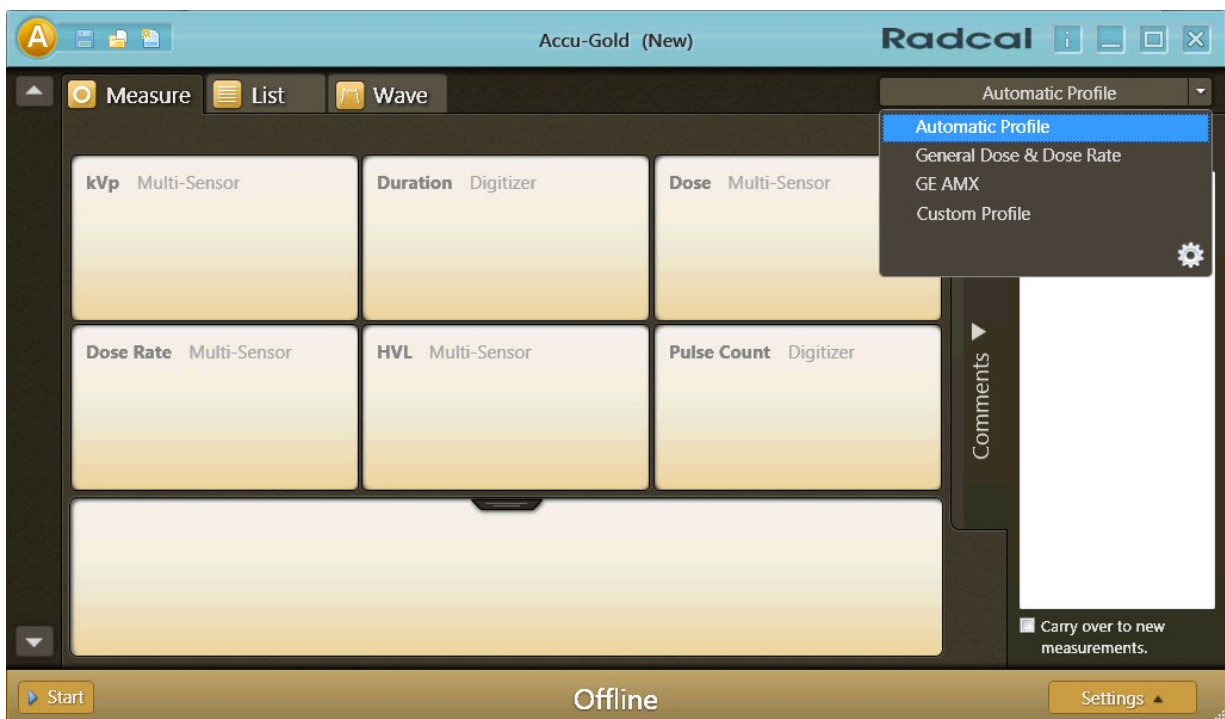 A
Accu-Gold (New)
Radcal
Measure
List
Wave
Automatic Profile
Automatic Profile
General Dose & Dose Rate
GE AMX
Custom Profile
kVp Multi-Sensor
Duration Digitizer
Dose Multi-Sensor
Dose Rate Multi-Sensor
HVL Multi-Sensor
Pulse Count Digitizer
Comments
Carry over to new
measurements.
Start
Offline
Settings